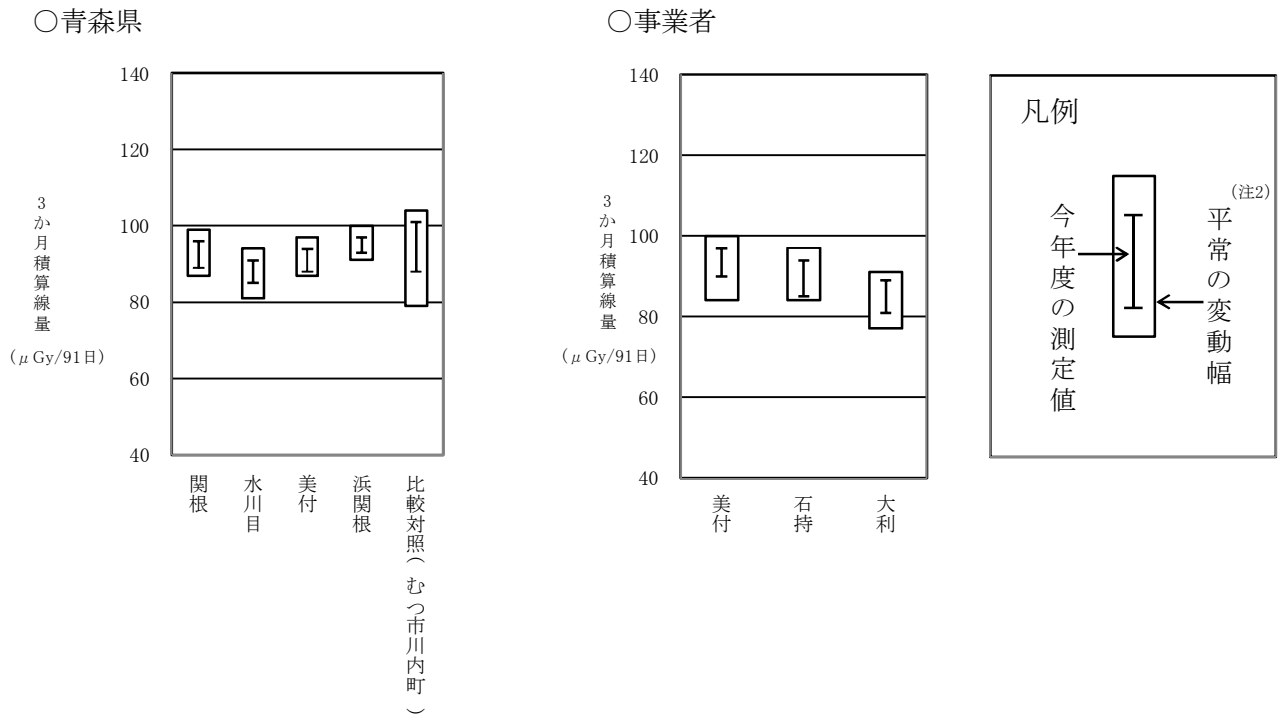 ○青森県
140
120
100
80
60
40
3か月積算線量
(μGy/91日)
関根
水川目
美付
浜関根
比較対照(むつ市川内町)
○事業者
140
120
100
80
60
40
3か月積算線量
(μGy/91日)
美付
石持
大利
凡例
今年度の測定値
平常の変動幅
(注2)